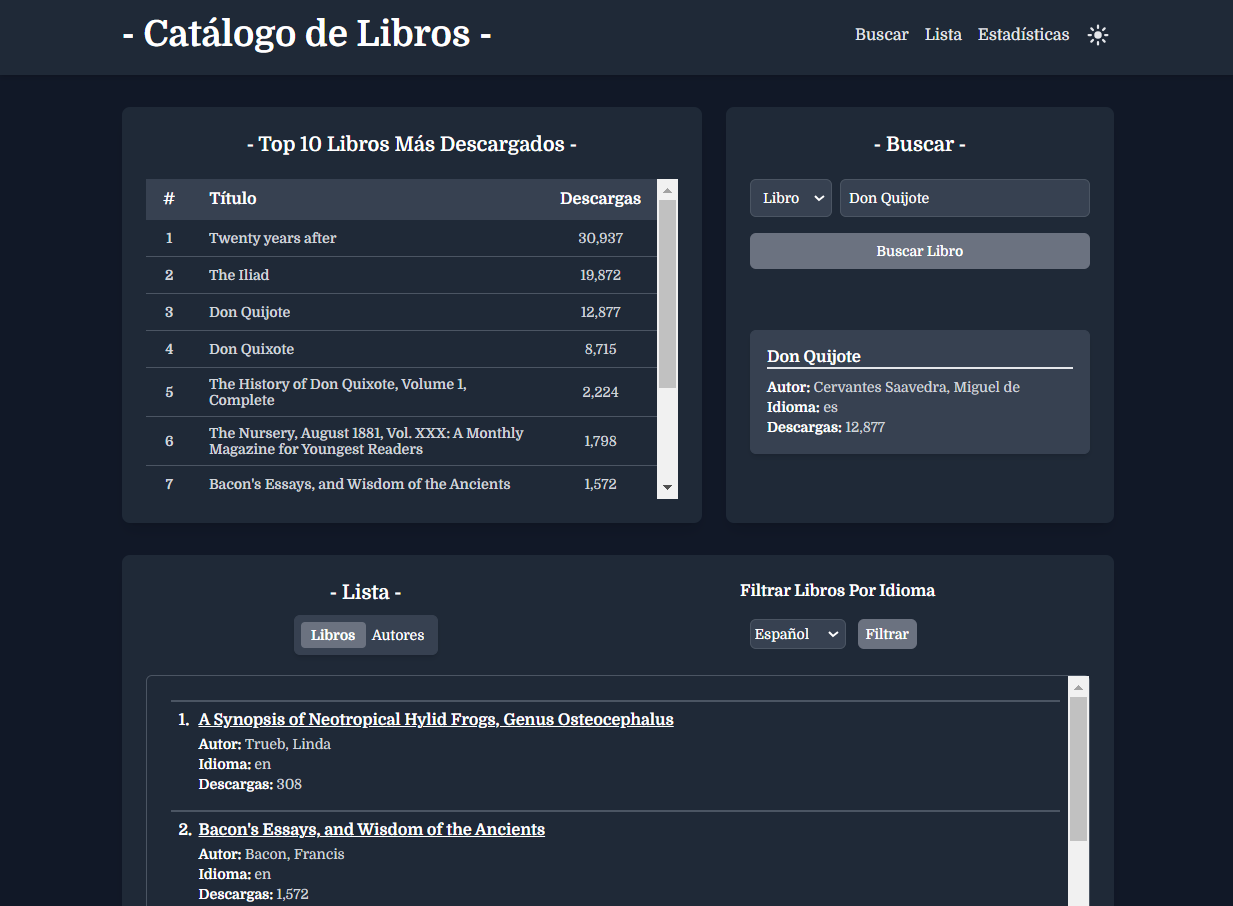 - Catálogo de Libros -
Buscar Lista Estadísticas
- Top 10 Libros Más Descargados -
# Título Descargas
1 Twenty years after 30,937
2 The Iliad 19,872
3 Don Quijote 12,877
4 Don Quixote 8,715
5 The History of Don Quixote, Volume 1, Complete 2,224
6 The Nursery, August 1881, Vol. XXX: A Monthly Magazine for Youngest Readers 1,798
7 Bacon's Essays, and Wisdom of the Ancients 1,572
- Buscar -
Libro Don Quijote
Buscar Libro
Don Quijote
Autor: Cervantes Saavedra, Miguel de
Idioma: es
Descargas: 12,877
- Lista -
Libros Autores
Filtrar Libros Por Idioma
Español Filtrar
1. A Synopsis of Neotropical Hylid Frogs, Genus Osteocephalus
Autor: Trueb, Linda
Idioma: en
Descargas: 308
2. Bacon's Essays, and Wisdom of the Ancients
Autor: Bacon, Francis
Idioma: en
Descargas: 1,572